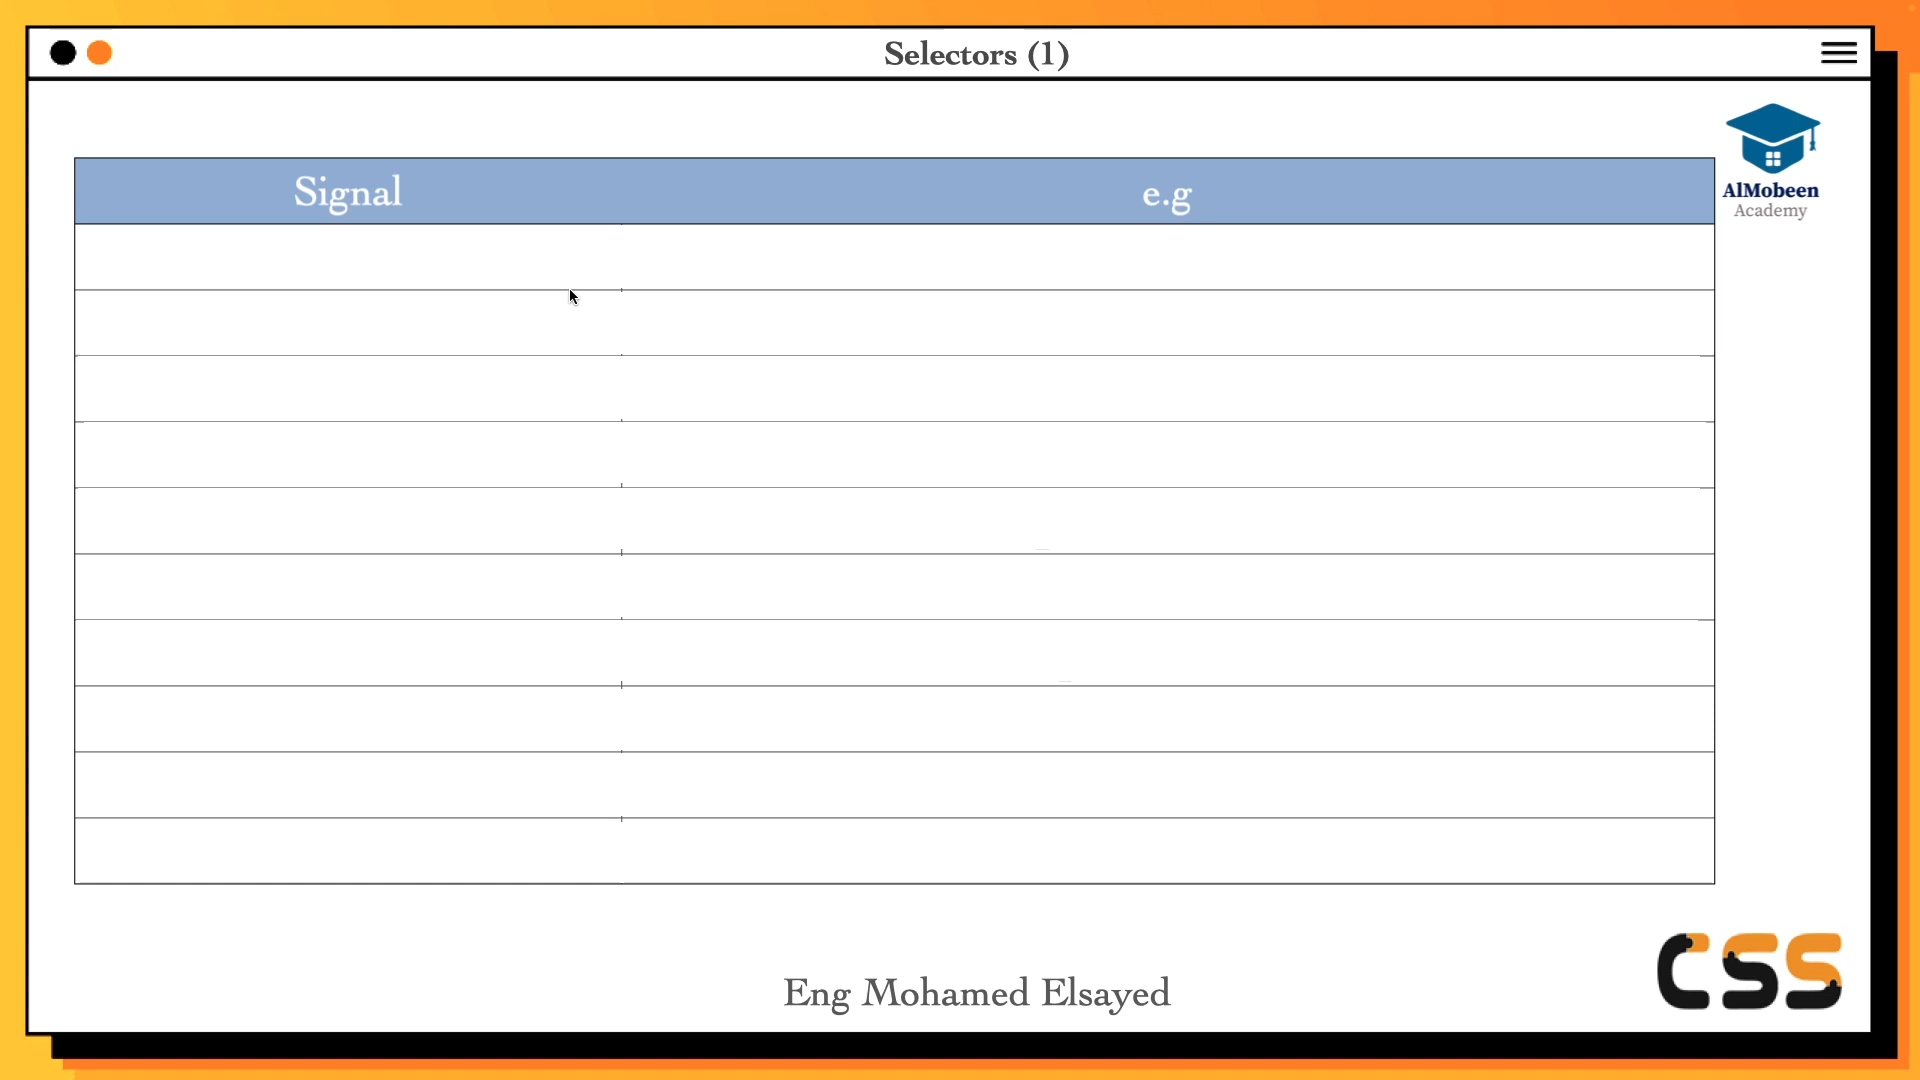 Selectors (1)
AlMobeen
Academy
Signal
e.g
Eng Mohamed Elsayed
CSS